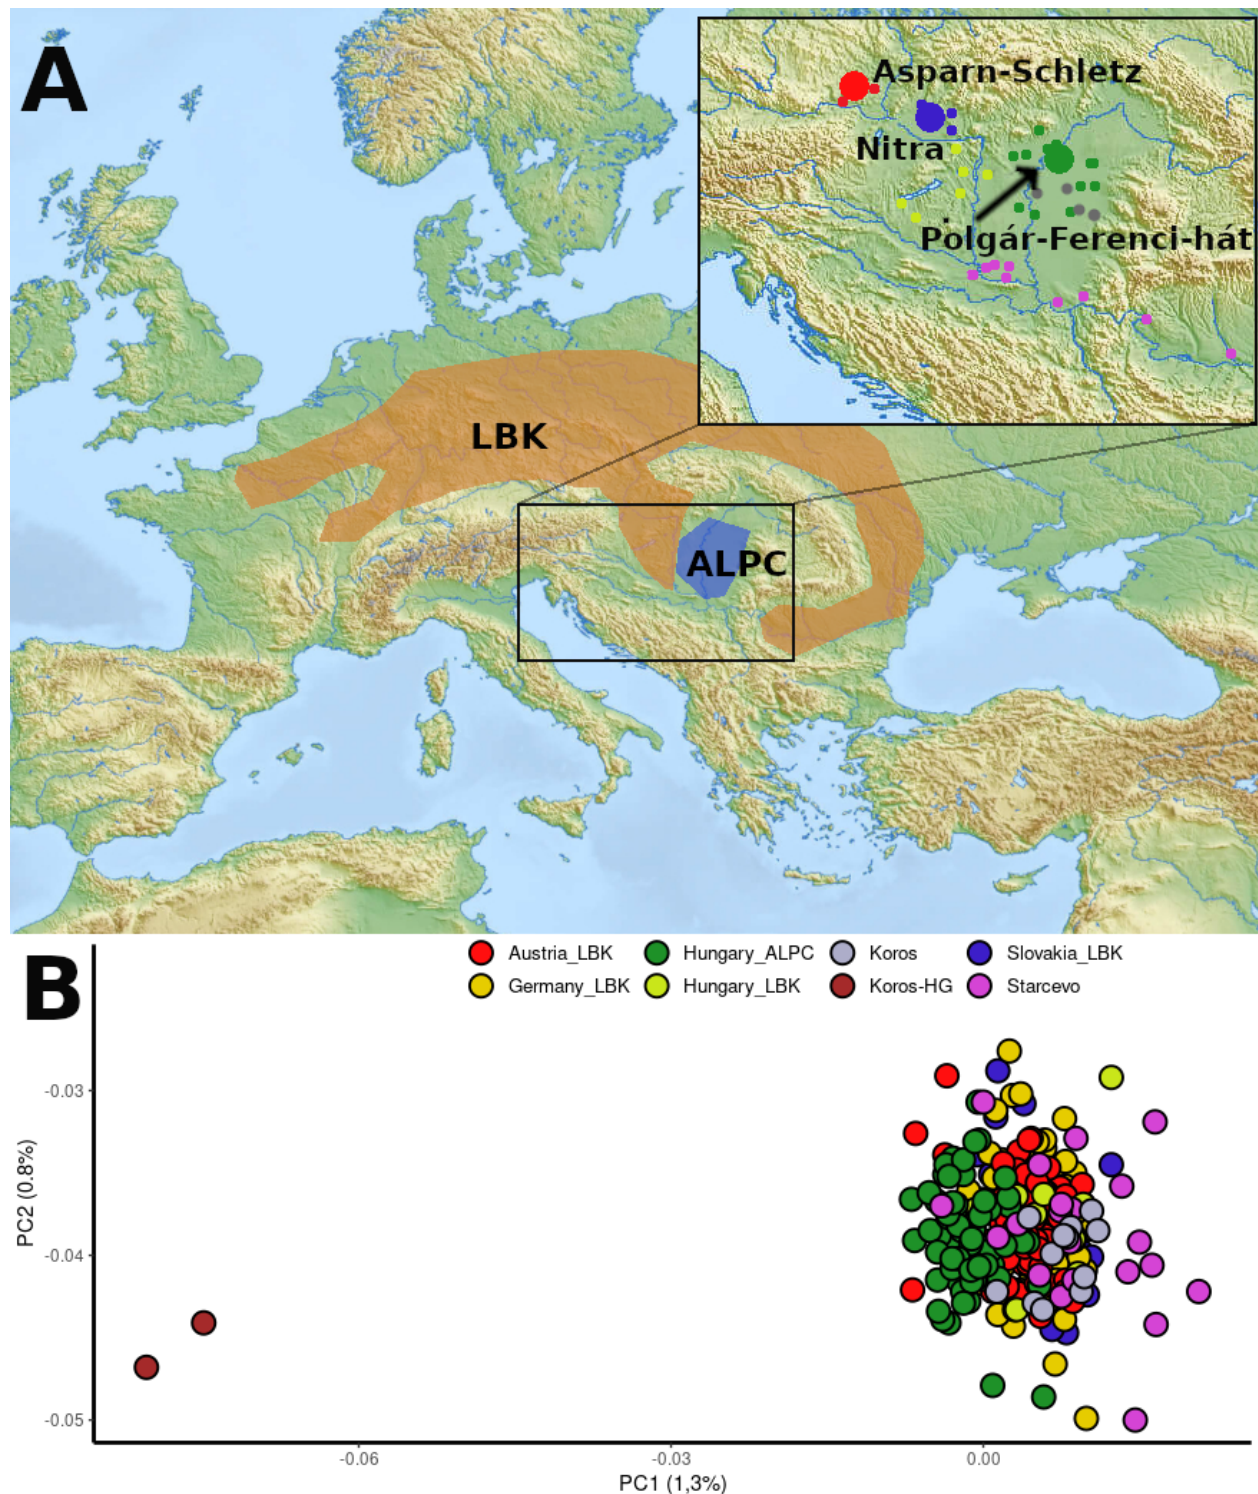 A
Asparn-Schletz
Nitra
Polgár-Ferenci-hát
LBK
ALPC
B
Austria_LBK
Hungary_ALPC
Koros
Slovakia_LBK
Germany_LBK
Hungary_LBK
Koros-HG
Starcevo
-0.03
-0.04
-0.05
PC2 (0.8%)
-0.06
-0.03
0.00
PC1 (1,3%)